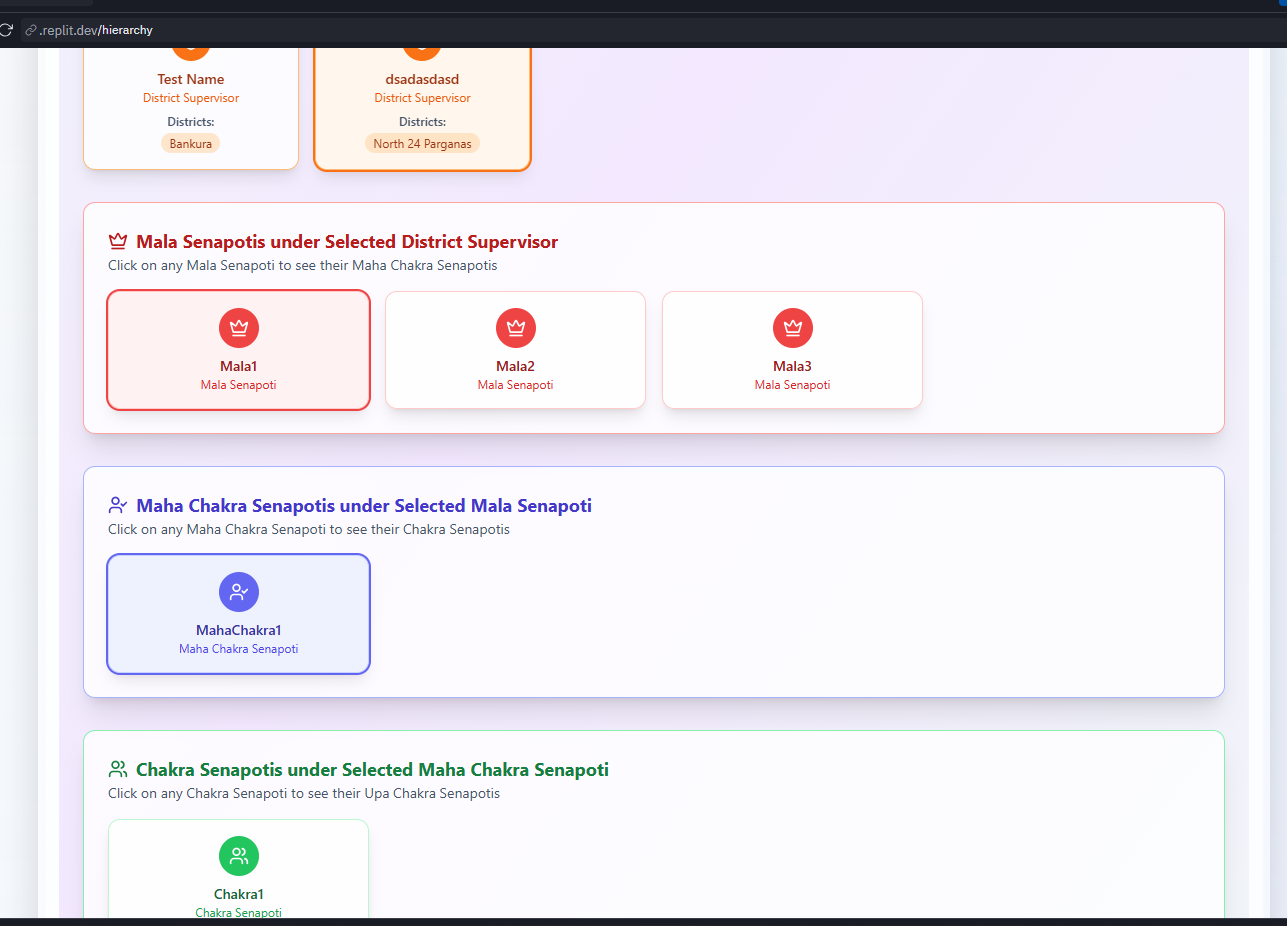 .replit.dev/hierarchy
Test Name
District Supervisor
Districts:
Bankura
dsadasdasd
District Supervisor
Districts:
North 24 Parganas
Mala Senapotis under Selected District Supervisor
Click on any Mala Senapoti to see their Maha Chakra Senapotis
Mala1
Mala Senapoti
Mala2
Mala Senapoti
Mala3
Mala Senapoti
Maha Chakra Senapotis under Selected Mala Senapoti
Click on any Maha Chakra Senapoti to see their Chakra Senapotis
MahaChakra1
Maha Chakra Senapoti
Chakra Senapotis under Selected Maha Chakra Senapoti
Click on any Chakra Senapoti to see their Upa Chakra Senapotis
Chakra1
Chakra Senapoti